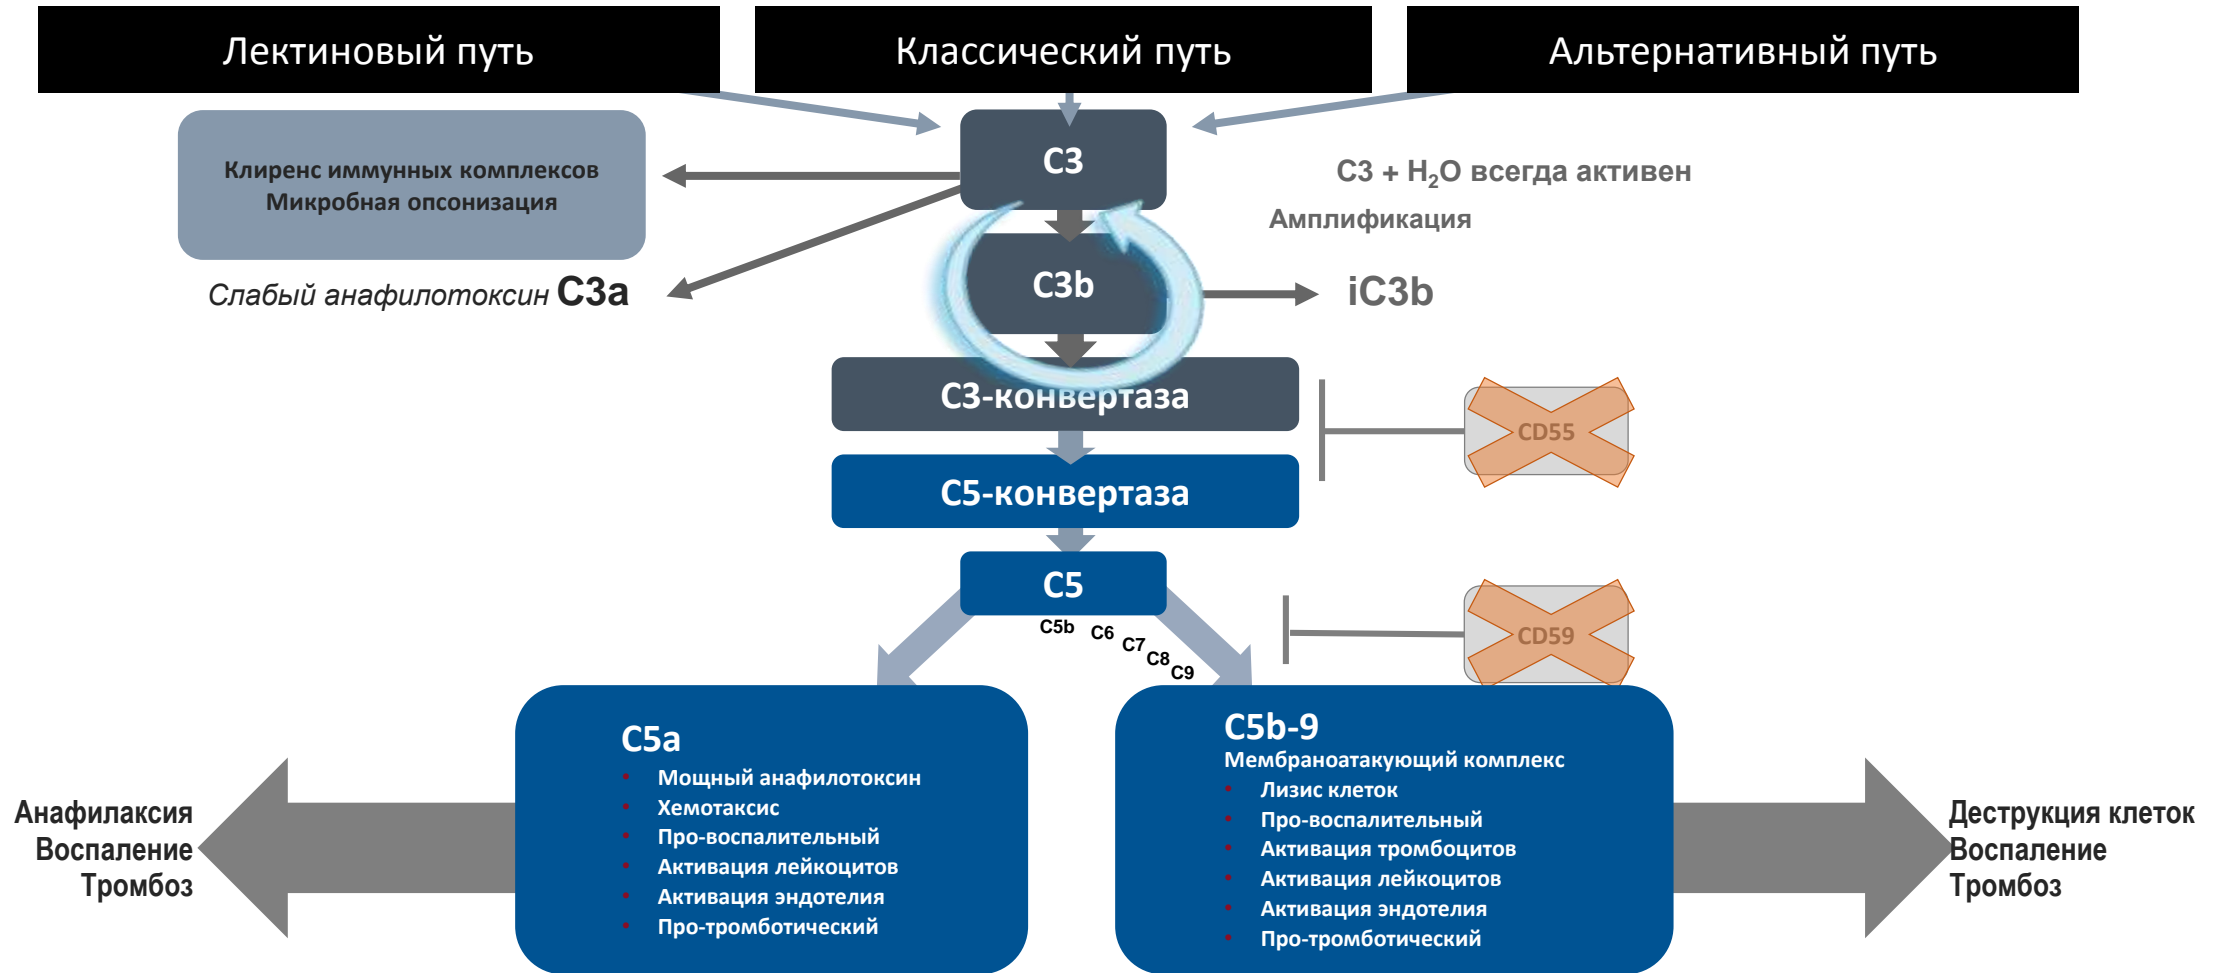 Лектиновый путь
Классический путь
Альтернативный путь
Клиренс иммунных комплексов
Микробная опсонизация
Слабый анафилотоксин C3a
C3
C3 + H₂O всегда активен
Амплификация
C3b
iC3b
C3-конвертаза
CD55
C5-конвертаза
C5
C5b
C6
C7
C8
C9
CD59
C5a
• Мощный анафилотоксин
• Хемотаксис
• Про-воспалительный
• Активация лейкоцитов
• Активация эндотелия
• Про-тромботический
C5b-9
Мембраноатакующий комплекс
• Лизис клеток
• Про-воспалительный
• Активация тромбоцитов
• Активация лейкоцитов
• Активация эндотелия
• Про-тромботический
Анафилаксия
Воспаление
Тромбоз
Деструкция клеток
Воспаление
Тромбоз